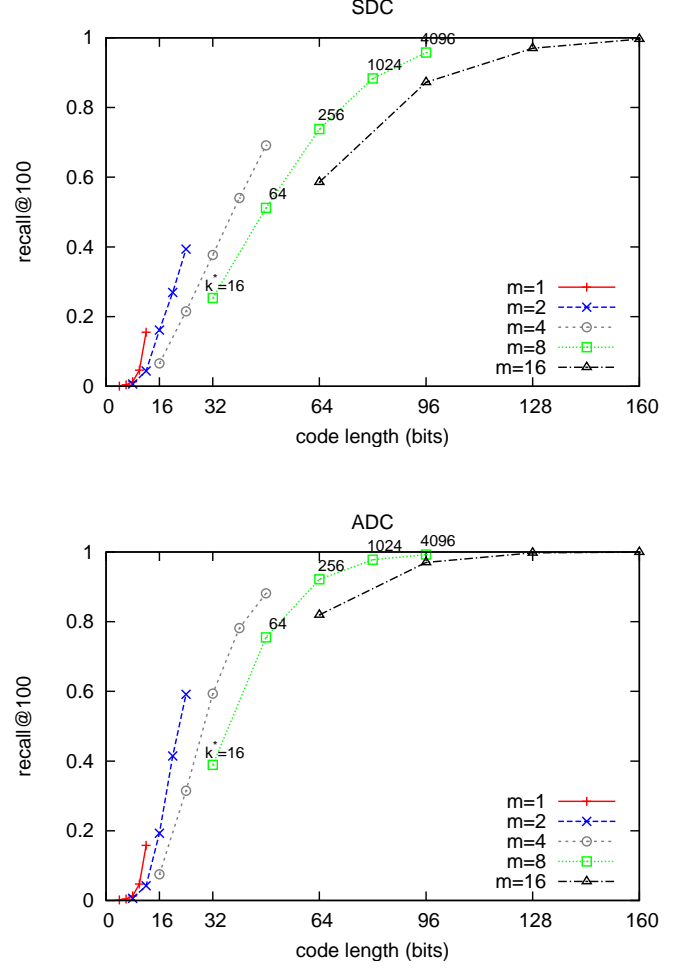 SDC
1
0.8
0.6
0.4
0.2
0
recall@100
4096
1024
256
64
k*=16
m=1
m=2
m=4
m=8
m=16
0 16 32 64 96 128 160
code length (bits)
ADC
1
0.8
0.6
0.4
0.2
0
recall@100
4096
1024
256
64
k*=16
m=1
m=2
m=4
m=8
m=16
0 16 32 64 96 128 160
code length (bits)